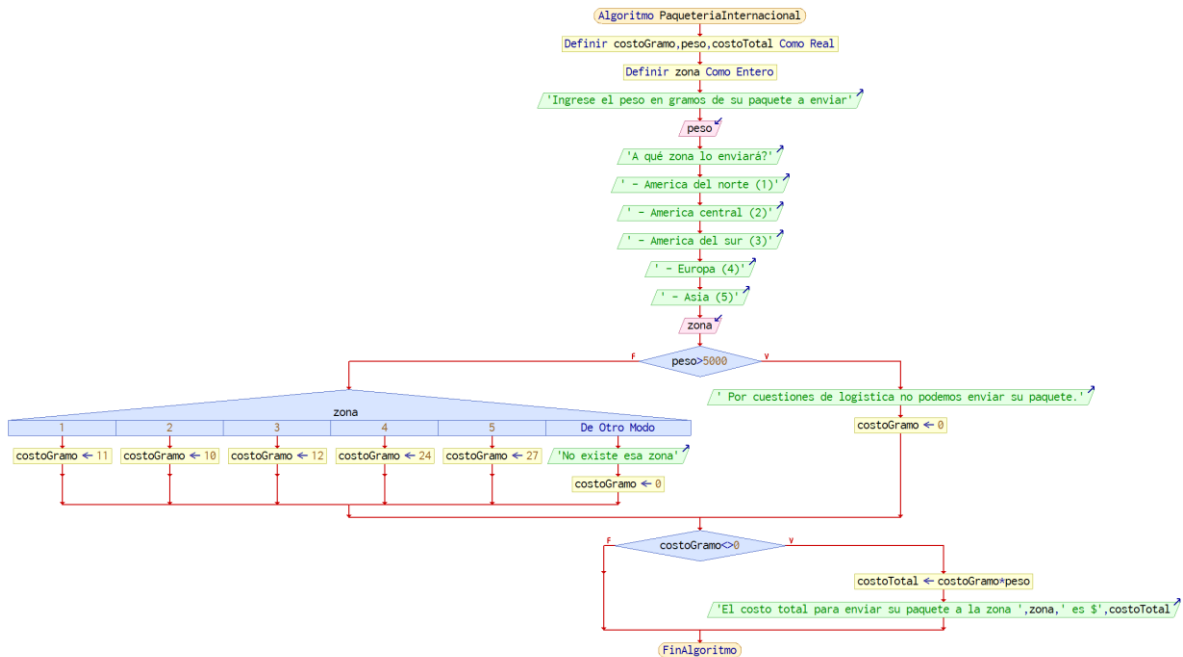 Algoritmo PaqueteriaInternacional
Definir costoGramo,peso,costoTotal Como Real
Definir zona Como Entero
'Ingrese el peso en gramos de su paquete a enviar'
peso
'A qué zona lo enviará?'
' - America del norte (1)'
' - America central (2)'
' - America del sur (3)'
' - Europa (4)'
' - Asia (5)'
zona
F
peso>5000
V
zona
1 2 3 4 5 De Otro Modo
costoGramo ← 11
costoGramo ← 10
costoGramo ← 12
costoGramo ← 24
costoGramo ← 27
'No existe esa zona'
costoGramo ← 0
' Por cuestiones de logistica no podemos enviar su paquete.'
costoGramo ← 0
F
costoGramo<>0
V
costoTotal ← costoGramo*peso
'El costo total para enviar su paquete a la zona ',zona,' es $',costoTotal
FinAlgoritmo